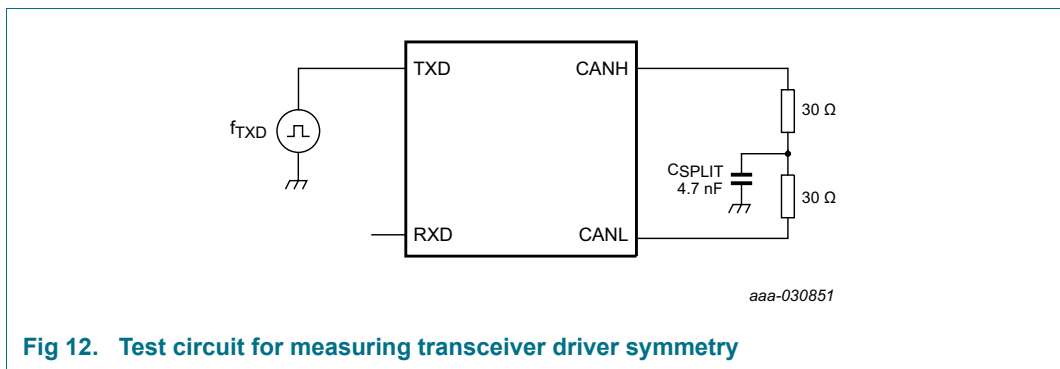 TXD
CANH
30 Ω
fTXD
CSPLIT
4.7 nF
30 Ω
RXD
CANL
aaa-030851
Fig 12. Test circuit for measuring transceiver driver symmetry